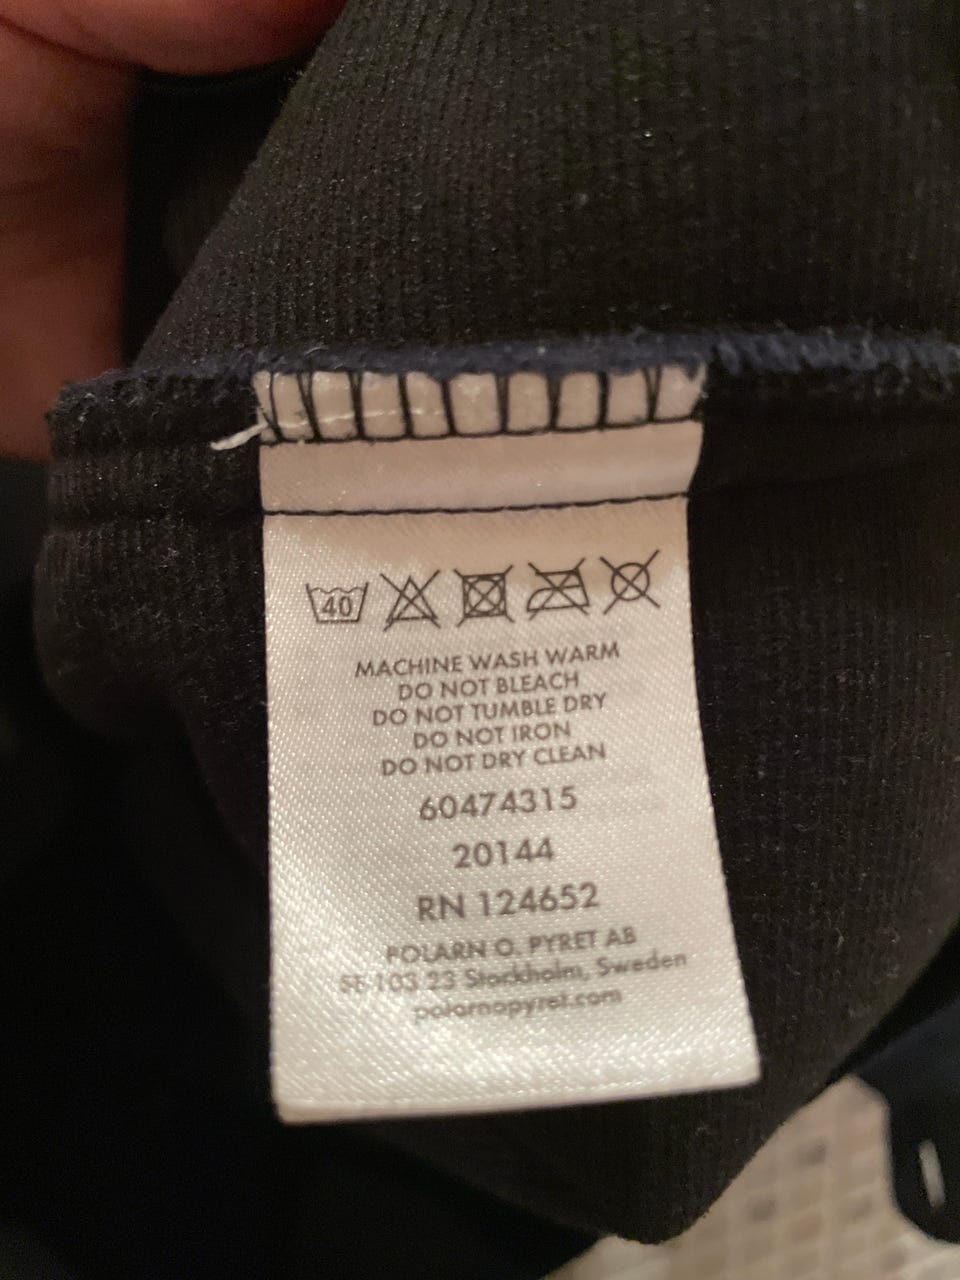 40
MACHINE WASH WARM
DO NOT BLEACH
DO NOT TUMBLE DRY
DO NOT IRON
DO NOT DRY CLEAN
60474315
20144
RN 124652
POLARN O. PYRET AB
SE-103 23 Stockholm, Sweden
polarnopyret.com